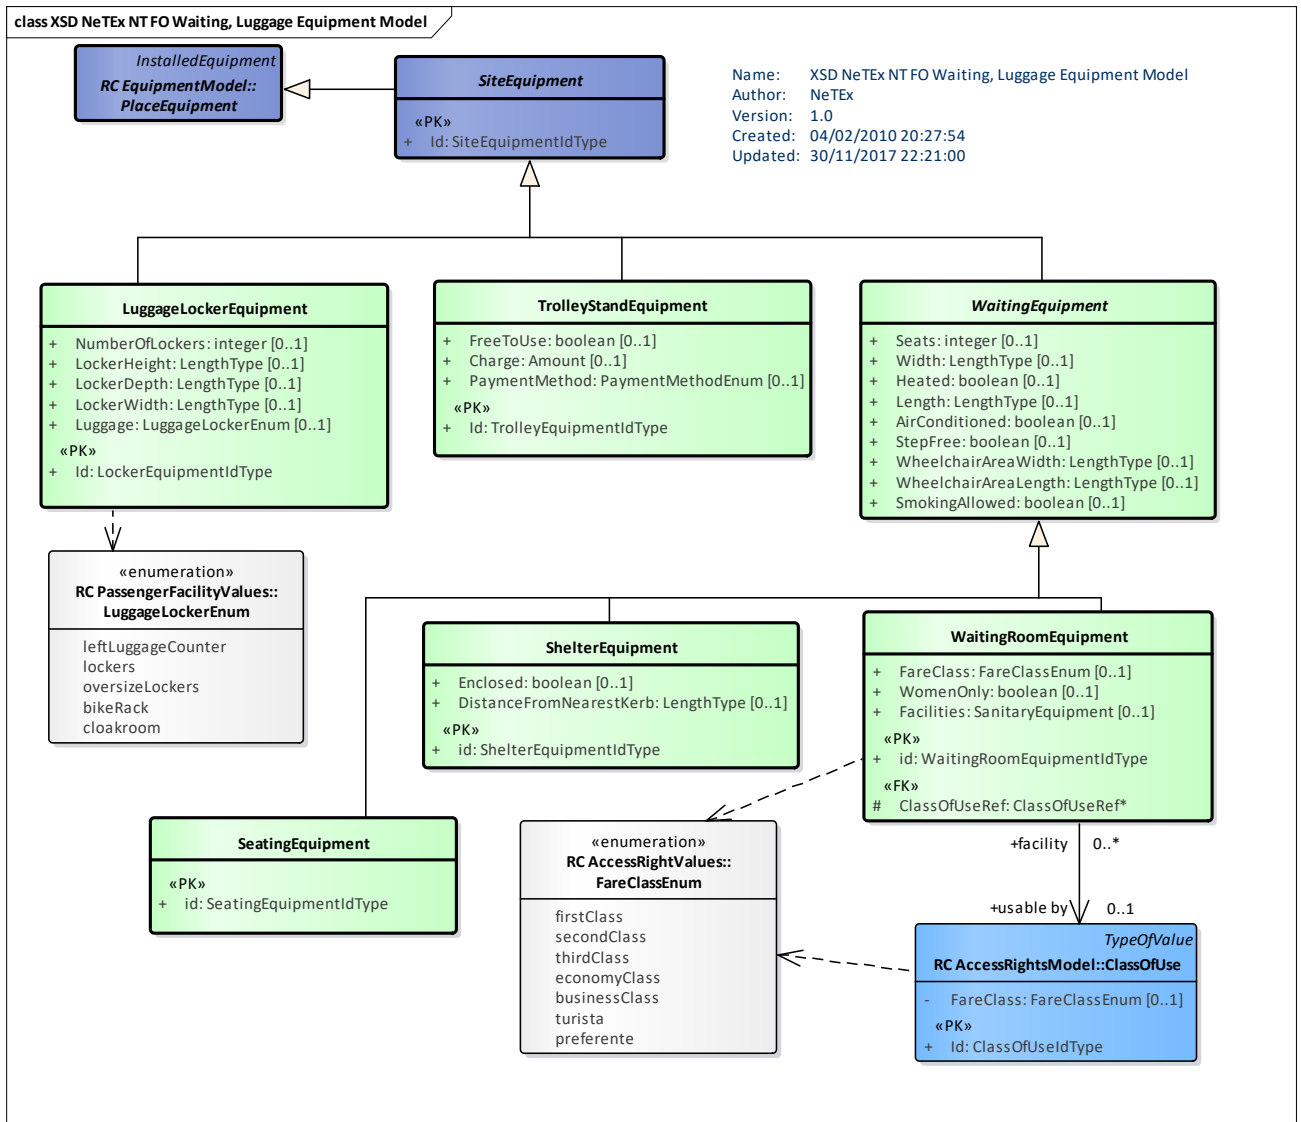 class XSD NeTEx NT FO Waiting, Luggage Equipment Model
InstalledEquipment
RC EquipmentModel::
PlaceEquipment
SiteEquipment
«PK»
+ Id: SiteEquipmentIdType
Name: XSD NeTEx NT FO Waiting, Luggage Equipment Model
Author: NeTEx
Version: 1.0
Created: 04/02/2010 20:27:54
Updated: 30/11/2017 22:21:00
LuggageLockerEquipment
+ NumberOfLockers: integer [0..1]
+ LockerHeight: LengthType [0..1]
+ LockerDepth: LengthType [0..1]
+ LockerWidth: LengthType [0..1]
+ Luggage: LuggageLockerEnum [0..1]
«PK»
+ Id: LockerEquipmentIdType
TrolleyStandEquipment
+ FreeToUse: boolean [0..1]
+ Charge: Amount [0..1]
+ PaymentMethod: PaymentMethodEnum [0..1]
«PK»
+ Id: TrolleyEquipmentIdType
WaitingEquipment
+ Seats: integer [0..1]
+ Width: LengthType [0..1]
+ Heated: boolean [0..1]
+ Length: LengthType [0..1]
+ AirConditioned: boolean [0..1]
+ StepFree: boolean [0..1]
+ WheelchairAreaWidth: LengthType [0..1]
+ WheelchairAreaLength: LengthType [0..1]
+ SmokingAllowed: boolean [0..1]
«enumeration»
RC PassengerFacilityValues::
LuggageLockerEnum
leftLuggageCounter
lockers
oversizeLockers
bikeRack
cloakroom
ShelterEquipment
+ Enclosed: boolean [0..1]
+ DistanceFromNearestKerb: LengthType [0..1]
«PK»
+ id: ShelterEquipmentIdType
WaitingRoomEquipment
+ FareClass: FareClassEnum [0..1]
+ WomenOnly: boolean [0..1]
+ Facilities: SanitaryEquipment [0..1]
«PK»
+ id: WaitingRoomEquipmentIdType
«FK»
# ClassOfUseRef: ClassOfUseRef*
SeatingEquipment
«PK»
+ id: SeatingEquipmentIdType
«enumeration»
RC AccessRightValues::
FareClassEnum
firstClass
secondClass
thirdClass
economyClass
businessClass
turista
preferente
+facility 0..*
+usable by 0..1
TypeOfValue
RC AccessRightsModel::ClassOfUse
- FareClass: FareClassEnum [0..1]
«PK»
+ Id: ClassOfUseIdType